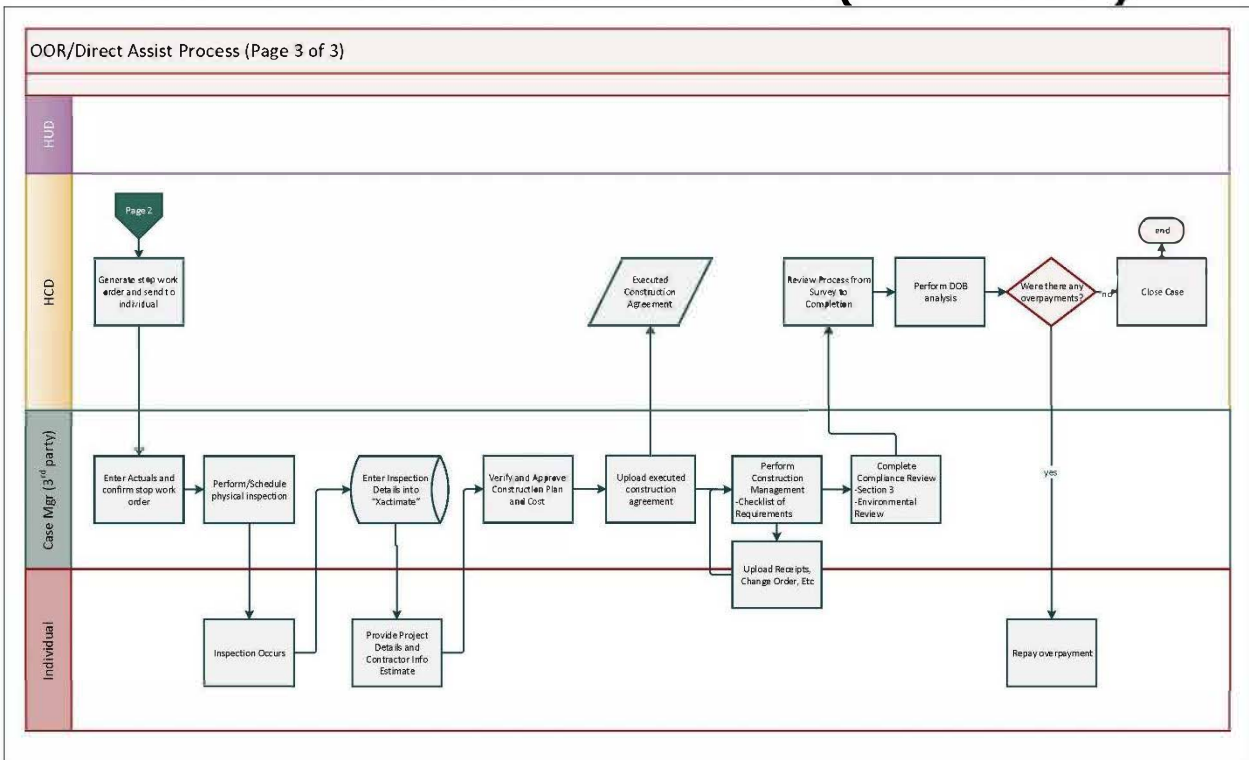 OOR/Direct Assist Process (Page 3 of 3)
HUD
HCD
Page 2
Generate stop work
order and send to
individual
Executed
Construction
Agreement
Review Process from
Survey to
Completion
Perform DOB
analysis
Were there any
overpayments?
no
end
Close Case
Case Mgr (3rd party)
Enter Actuals and
confirm stop work
order
Perform/Schedule
physical inspection
Enter Inspection
Details into
"Xactimate"
Verify and Approve
Construction Plan
and Cost
Upload executed
construction
agreement
Perform
Construction
Management
-Checklist of
Requirements
Complete
Compliance Review
-Section 3
-Environmental
Review
yes
Upload Receipts,
Change Order, Etc
Individual
Inspection Occurs
Provide Project
Details and
Contractor Info
Estimate
Repay overpayment